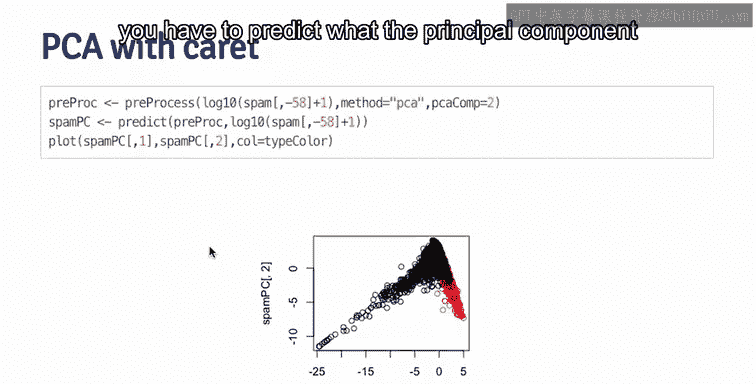 you have to predict what the principal component
PCA with caret
preProc <- preProcess(log10(spam[,-58]+1),method="pca",pcaComp=2)
spamPC <- predict(preProc,log10(spam[,-58]+1))
plot(spamPC[,1],spamPC[,2],col=typeColor)
spamPC[, 2]
0
-5
-10
-25
-15
-5
0
5